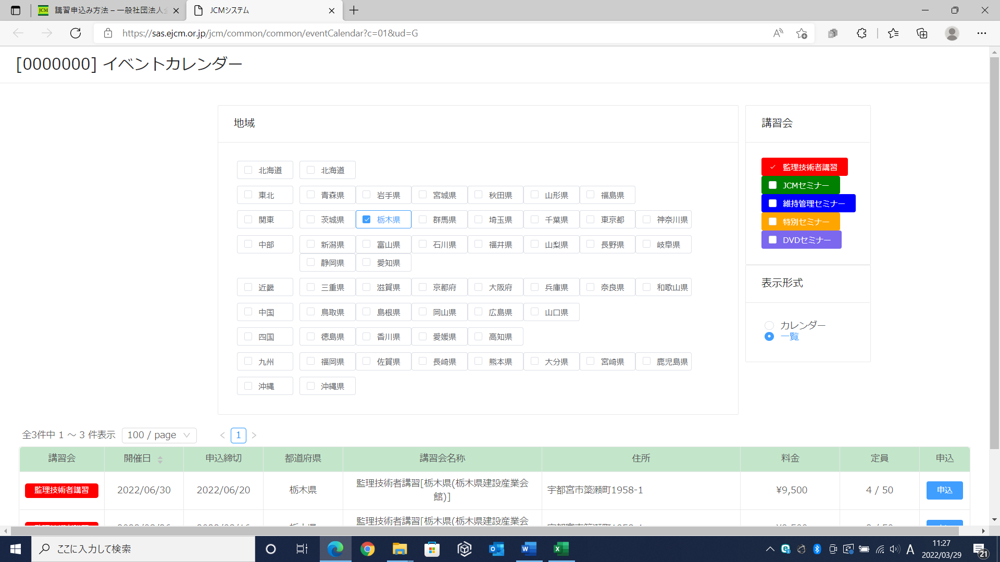 講習申込み方法 – 一般社団法人全
JCMシステム
https://sas.ejcm.or.jp/jcm/common/common/eventCalendar?c=01&ud=G
[0000000] イベントカレンダー
地域
北海道 北海道
東北 青森県 岩手県 宮城県 秋田県 山形県 福島県
関東 茨城県 栃木県 群馬県 埼玉県 千葉県 東京都 神奈川県
中部 新潟県 富山県 石川県 福井県 山梨県 長野県 岐阜県
静岡県 愛知県
近畿 三重県 滋賀県 京都府 大阪府 兵庫県 奈良県 和歌山県
中国 鳥取県 島根県 岡山県 広島県 山口県
四国 徳島県 香川県 愛媛県 高知県
九州 福岡県 佐賀県 長崎県 熊本県 大分県 宮崎県 鹿児島県
沖縄 沖縄県
講習会
監理技術者講習
JCMセミナー
維持管理セミナー
特別セミナー
DVDセミナー
表示形式
カレンダー
一覧
全3件中 1 ～ 3 件表示 100 / page 1
講習会 開催日 申込締切 都道府県 講習会名称 住所 料金 定員 申込
監理技術者講習 2022/06/30 2022/06/20 栃木県 監理技術者講習[栃木県(栃木県建設産業会館)] 宇都宮市簗瀬町1958-1 ¥9,500 4 / 50 申込
監理技術者講習[栃木県(栃木県建設産業会
ここに入力して検索
A
11:27
2022/03/29
21